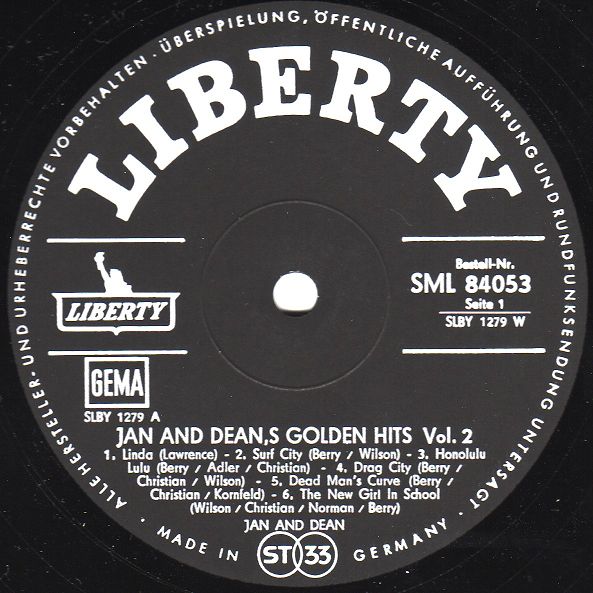 ALLE HERSTELLER- UND URHEBERRECHTE VORBEHALTEN · ÜBERSPIELUNG, ÖFFENTLICHE AUFFÜHRUNG UND RUNDFUNKSENDUNG UNTERSAGT ·
LIBERTY
LIBERTY
Bestell-Nr.
SML 84053
Seite 1
SLBY 1279 W
GEMA
SLBY 1279 A
JAN AND DEAN,S GOLDEN HITS Vol. 2
1. Linda (Lawrence) - 2. Surf City (Berry / Wilson) - 3. Honolulu
Lulu (Berry / Adler / Christian) - 4. Drag City (Berry /
Christian / Wilson) - 5. Dead Man's Curve (Berry /
Christian / Kornfeld) - 6. The New Girl In School
(Wilson / Christian / Norman / Berry)
JAN AND DEAN
MADE IN ST 33 GERMANY